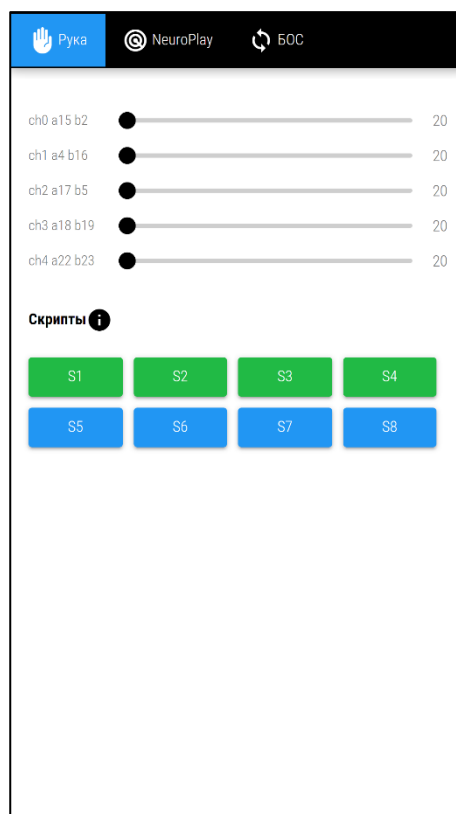 Рука NeuroPlay БОС
ch0 a15 b2 20
ch1 a4 b16 20
ch2 a17 b5 20
ch3 a18 b19 20
ch4 a22 b23 20
Скрипты i
S1 S2 S3 S4
S5 S6 S7 S8